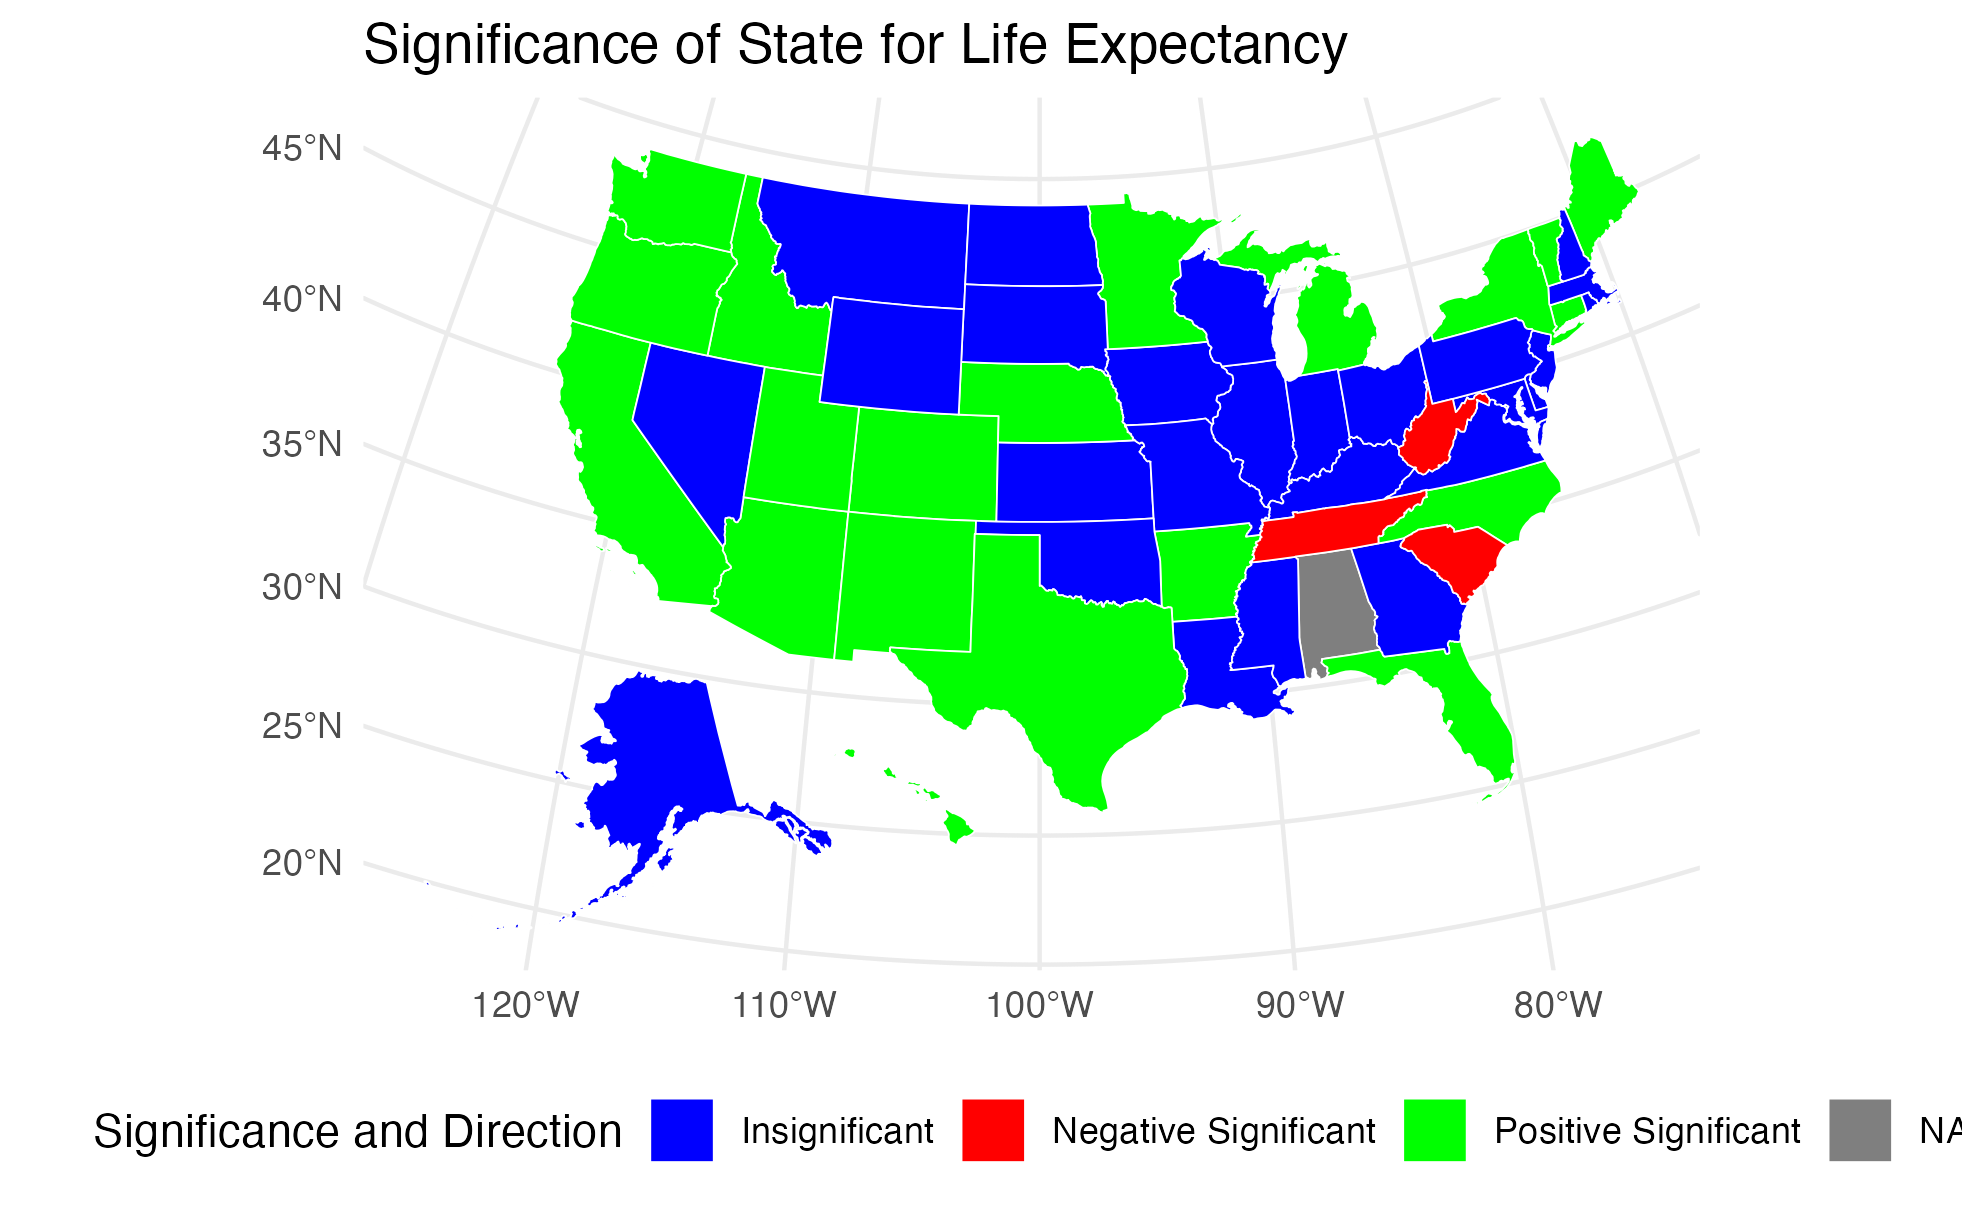 Significance of State for Life Expectancy
45°N
40°N
35°N
30°N
25°N
20°N
120°W 110°W 100°W 90°W 80°W
Significance and Direction Insignificant Negative Significant Positive Significant NA